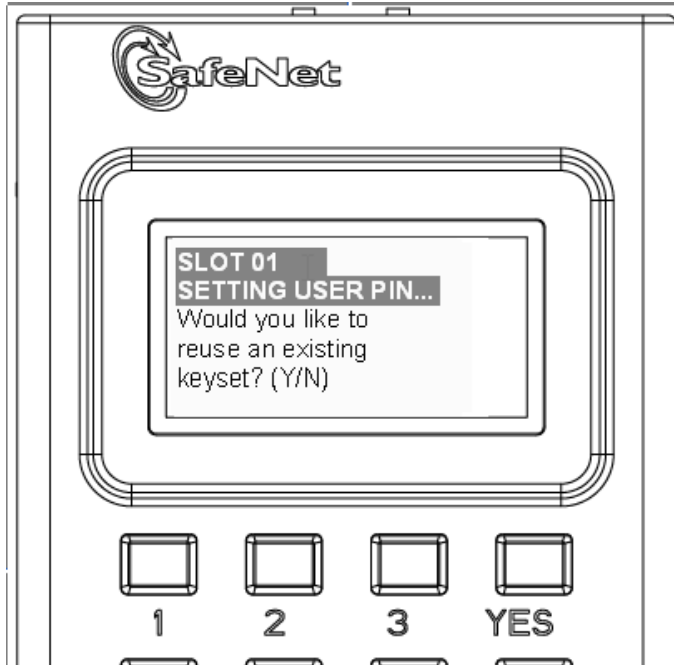 SafeNet
SLOT 01
SETTING USER PIN...
Would you like to
reuse an existing
keyset? (Y/N)
1 2 3 YES